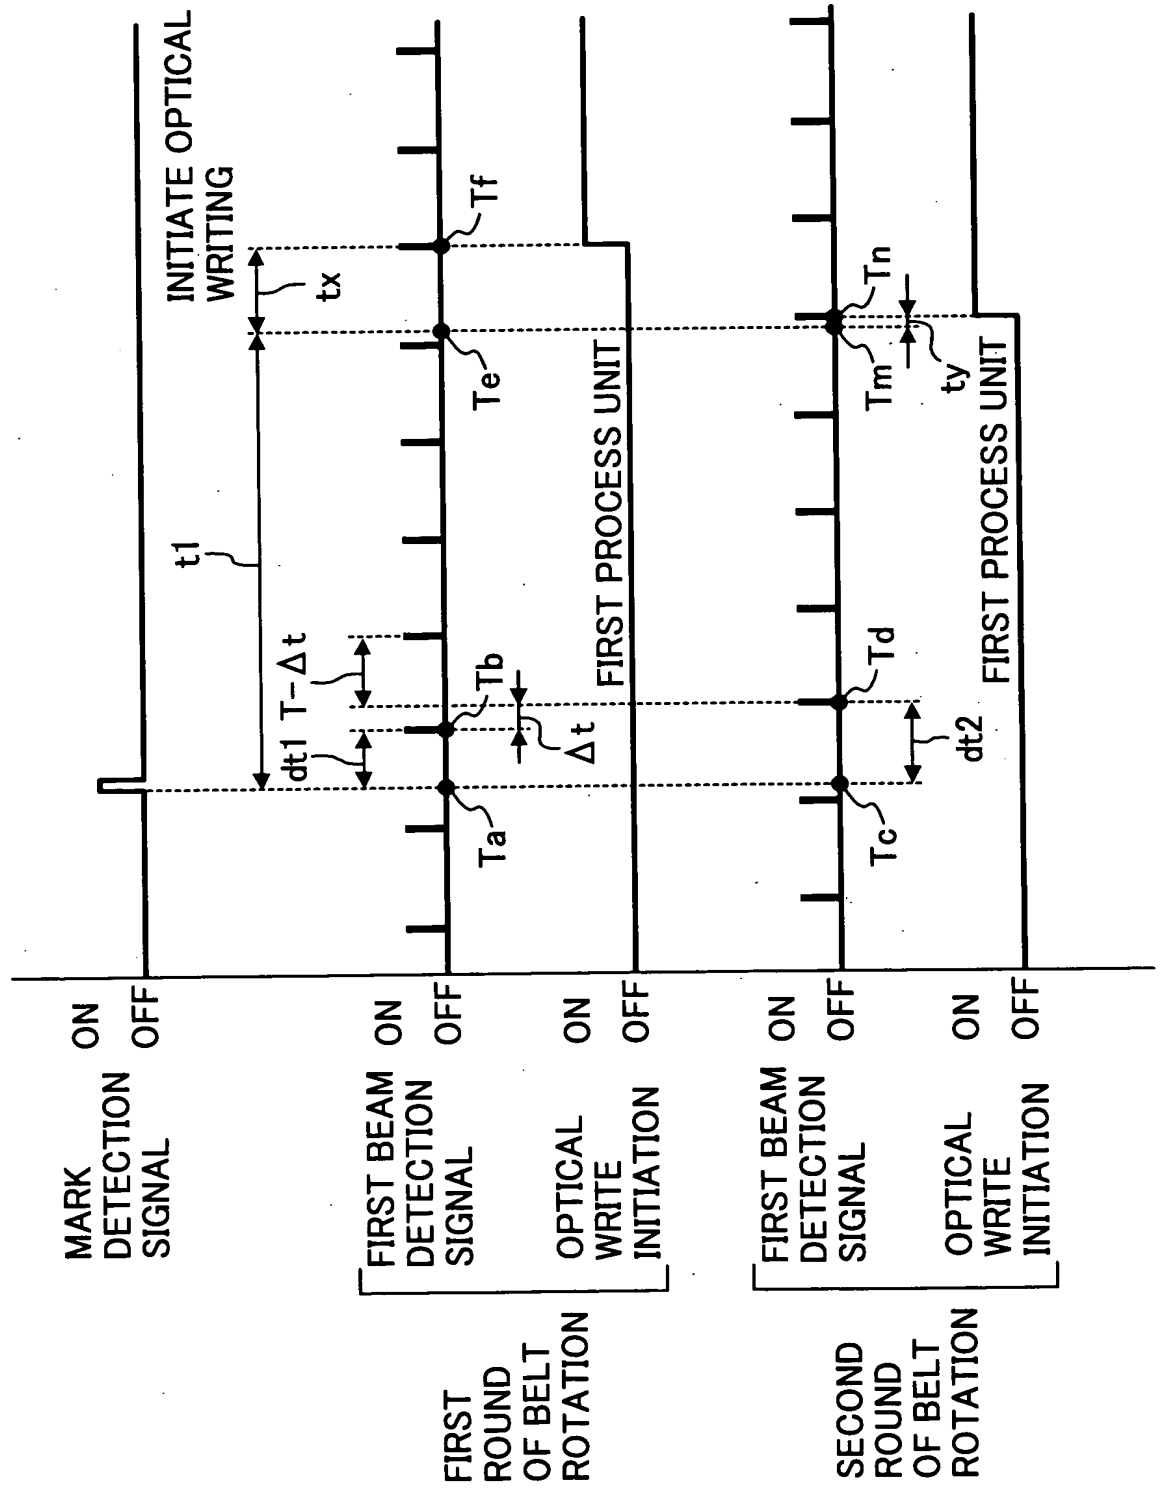 MARK
DETECTION
SIGNAL
ON
OFF
INITIATE OPTICAL
WRITING
t1
tx
dt1
T-Δt
FIRST
ROUND
OF BELT
ROTATION
FIRST BEAM
DETECTION
SIGNAL
ON
OFF
Ta
Tb
Te
Tf
Δt
OPTICAL
WRITE
INITIATION
ON
OFF
FIRST PROCESS UNIT
SECOND
ROUND
OF BELT
ROTATION
FIRST BEAM
DETECTION
SIGNAL
ON
OFF
Tc
Td
Tm
Tn
dt2
ty
OPTICAL
WRITE
INITIATION
ON
OFF
FIRST PROCESS UNIT